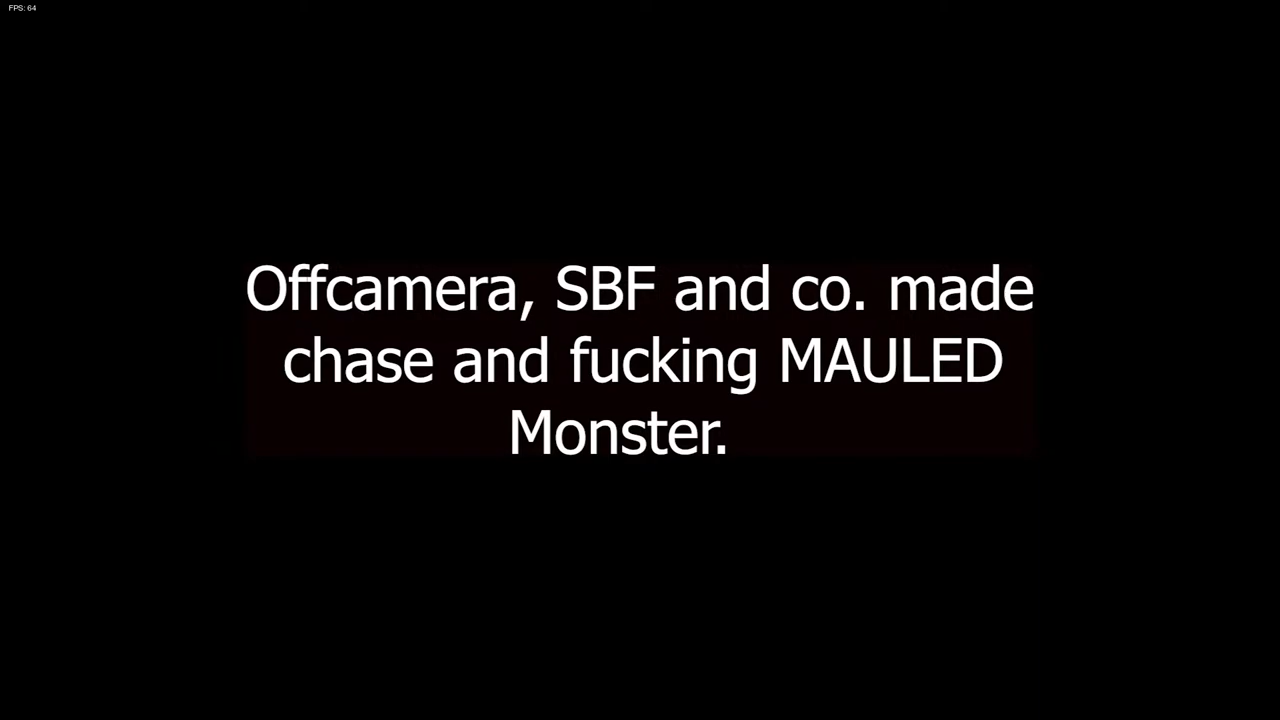 FPS: 64
Offcamera, SBF and co. made
chase and fucking MAULED
Monster.